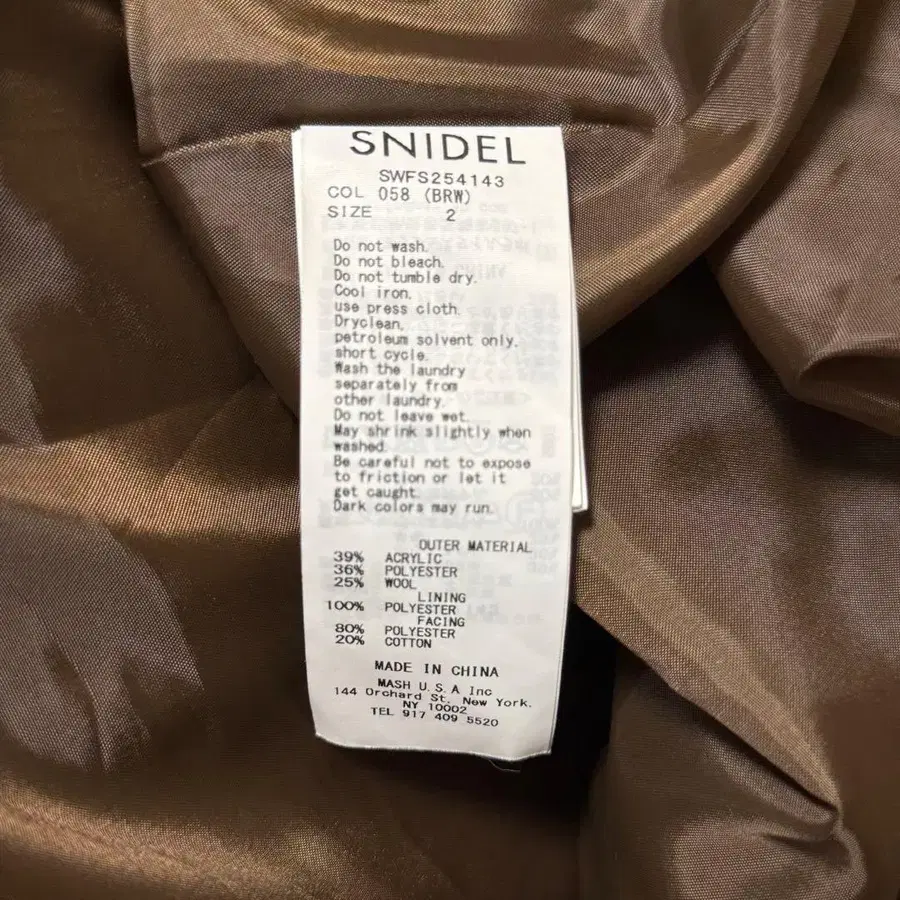 SNIDEL
SWFS254143
COL 058 (BRW)
SIZE 2
Do not wash.
Do not bleach.
Do not tumble dry.
Cool iron.
use press cloth.
Dryclean,
petroleum solvent only.
short cycle.
Wash the laundry
separately from
other laundry.
Do not leave wet.
May shrink slightly when
washed.
Be careful not to expose
to friction or let it
get caught.
Dark colors may run.
OUTER MATERIAL
39% ACRYLIC
36% POLYESTER
25% WOOL
LINING
100% POLYESTER
FACING
80% POLYESTER
20% COTTON
MADE IN CHINA
MASH U.S.A Inc
144 Orchard St, New York.
NY 10002
TEL 917 409 5520